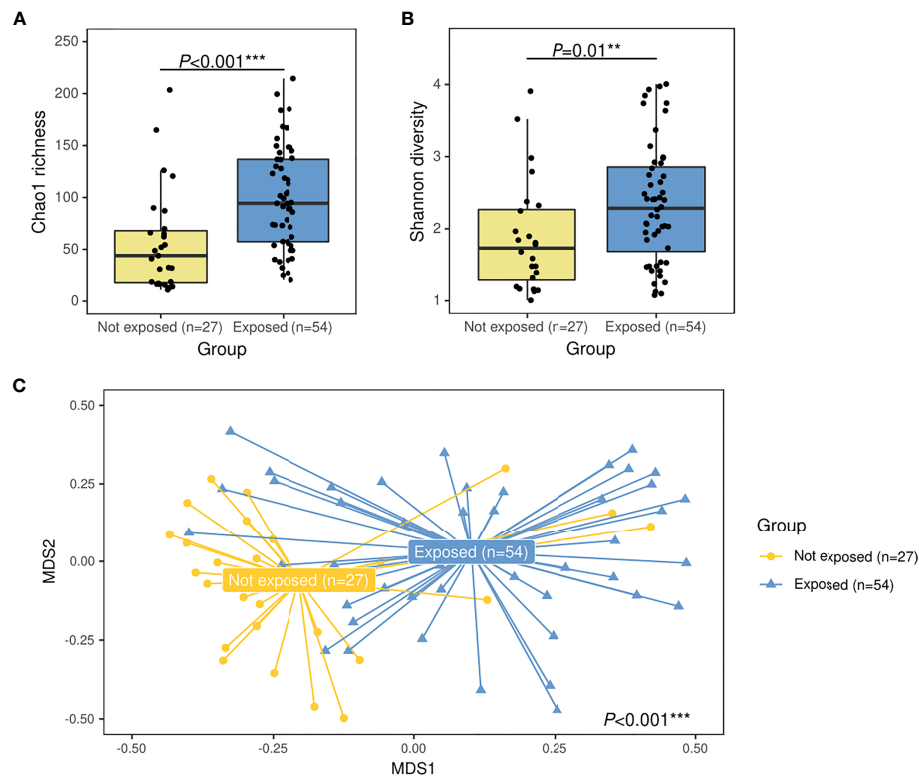 A
250
200
150
100
50
0
Chao1 richness
P<0.001***
Not exposed (n=27)
Exposed (n=54)
Group
B
4
3
2
1
Shannon diversity
P=0.01**
Not exposed (n=27)
Exposed (n=54)
Group
C
0.50
0.25
0.00
-0.25
-0.50
MDS2
Exposed (n=54)
Not exposed (n=27)
P<0.001***
-0.50
-0.25
0.00
0.25
0.50
MDS1
Group
Not exposed (n=27)
Exposed (n=54)